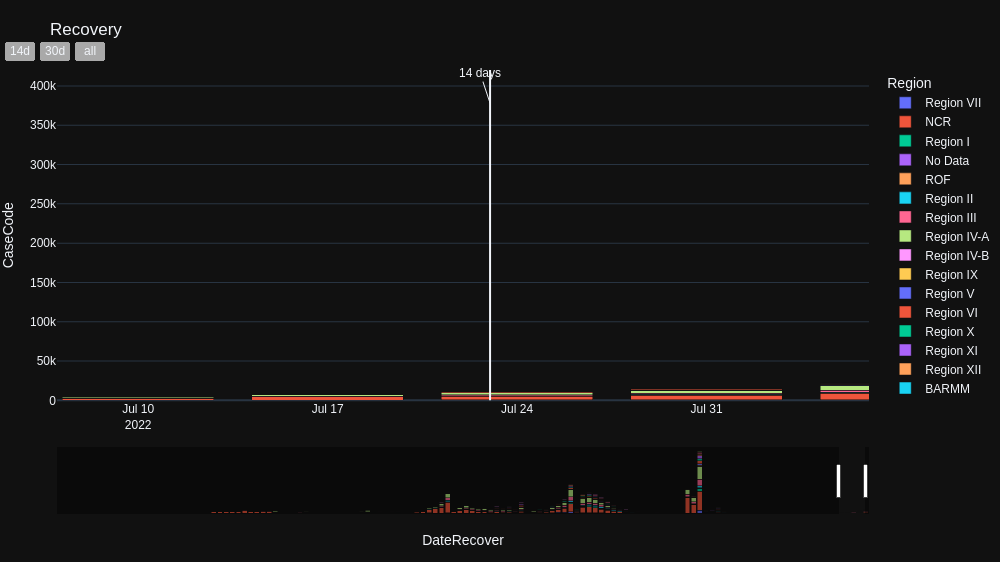 Recovery
14d 30d all
14 days
400k
350k
300k
250k
200k
150k
100k
50k
0
CaseCode
Jul 10 Jul 17 Jul 24 Jul 31
2022
DateRecover
Region
Region VII
NCR
Region I
No Data
ROF
Region II
Region III
Region IV-A
Region IV-B
Region IX
Region V
Region VI
Region X
Region XI
Region XII
BARMM